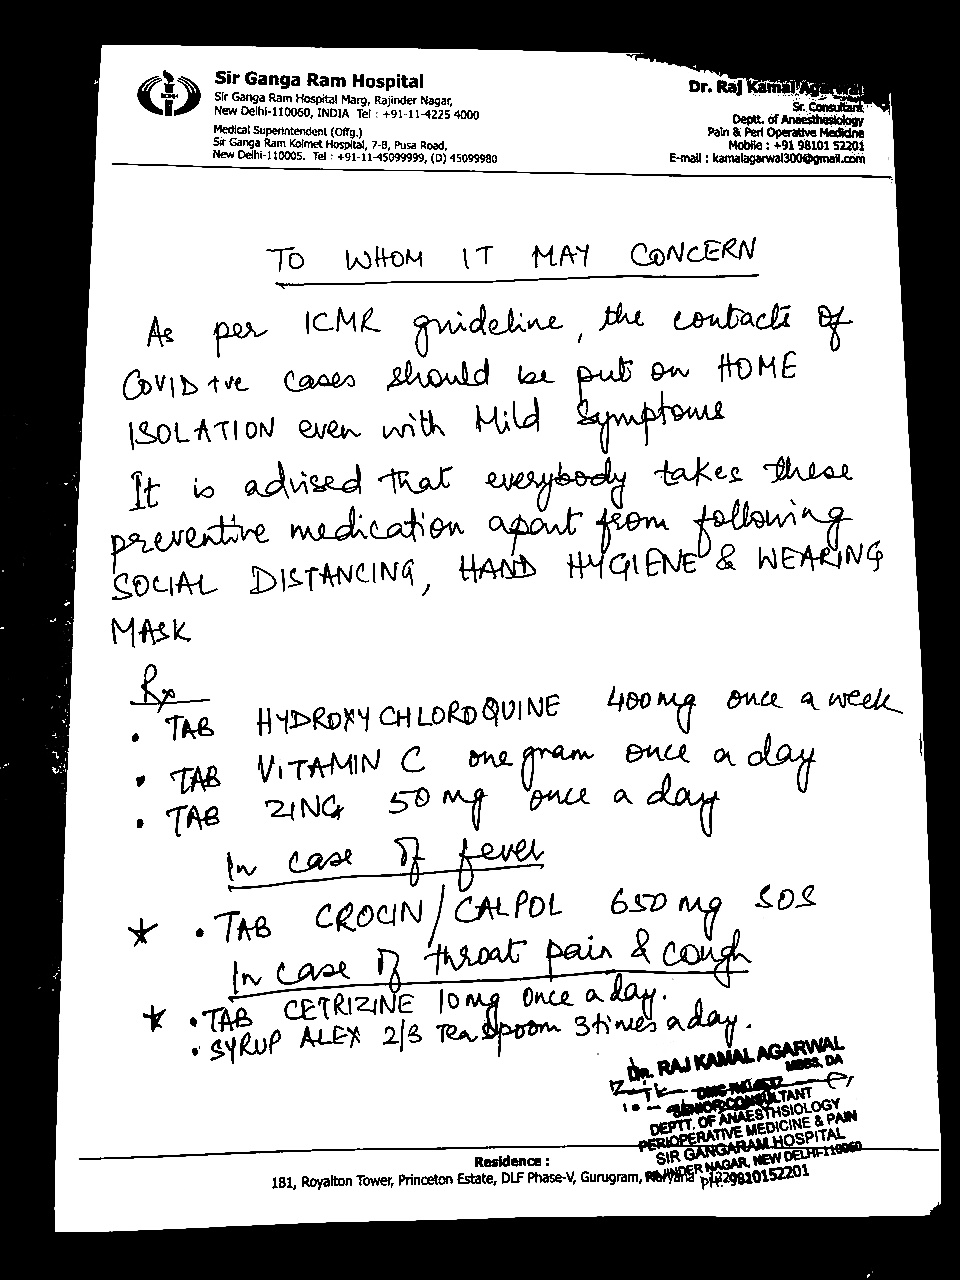 Sir Ganga Ram Hospital
Sir Ganga Ram Hospital Marg, Rajinder Nagar,
New Delhi-110060, INDIA Tel : +91-11-4225 4000
Medical Superintendent (Offg.)
Sir Ganga Ram Kolmet Hospital, 7-B, Pusa Road,
New Delhi-110005. Tel : +91-11-45099999, (D) 45099980
Dr. Raj Kamal Agarwal
Sr. Consultant
Deptt. of Anaesthesiology
Pain & Peri Operative Medicine
Mobile : +91 98101 52201
E-mail : kamalagarwal300@gmail.com
TO WHOM IT MAY CONCERN
As per ICMR guideline, the contacts of
COVID +ve cases should be put on HOME
ISOLATION even with Mild Symptoms
It is advised that everybody takes these
preventive medication apart from following
SOCIAL DISTANCING, HAND HYGIENE & WEARING
MASK
Rx
• TAB HYDROXYCHLOROQUINE 400mg once a week
• TAB VITAMIN C one gram once a day
• TAB ZING 50 mg once a day
In case of fever
★ • TAB CROCIN/CALPOL 650 mg SOS
In case of throat pain & cough
★ • TAB CETRIZINE 10mg Once a day.
• SYRUP ALEX 2/3 Tea Spoom 3times a day.
Dr. RAJ KAMAL AGARWAL
MBBS, DA
SENIOR CONSULTANT
DEPTT. OF ANAESTHSIOLOGY
PERIOPERATIVE MEDICINE & PAIN
SIR GANGARAM HOSPITAL
RAJINDER NAGAR, NEW DELHI-110060
PH:-9810152201
Residence :
181, Royalton Tower, Princeton Estate, DLF Phase-V, Gurugram, Haryana